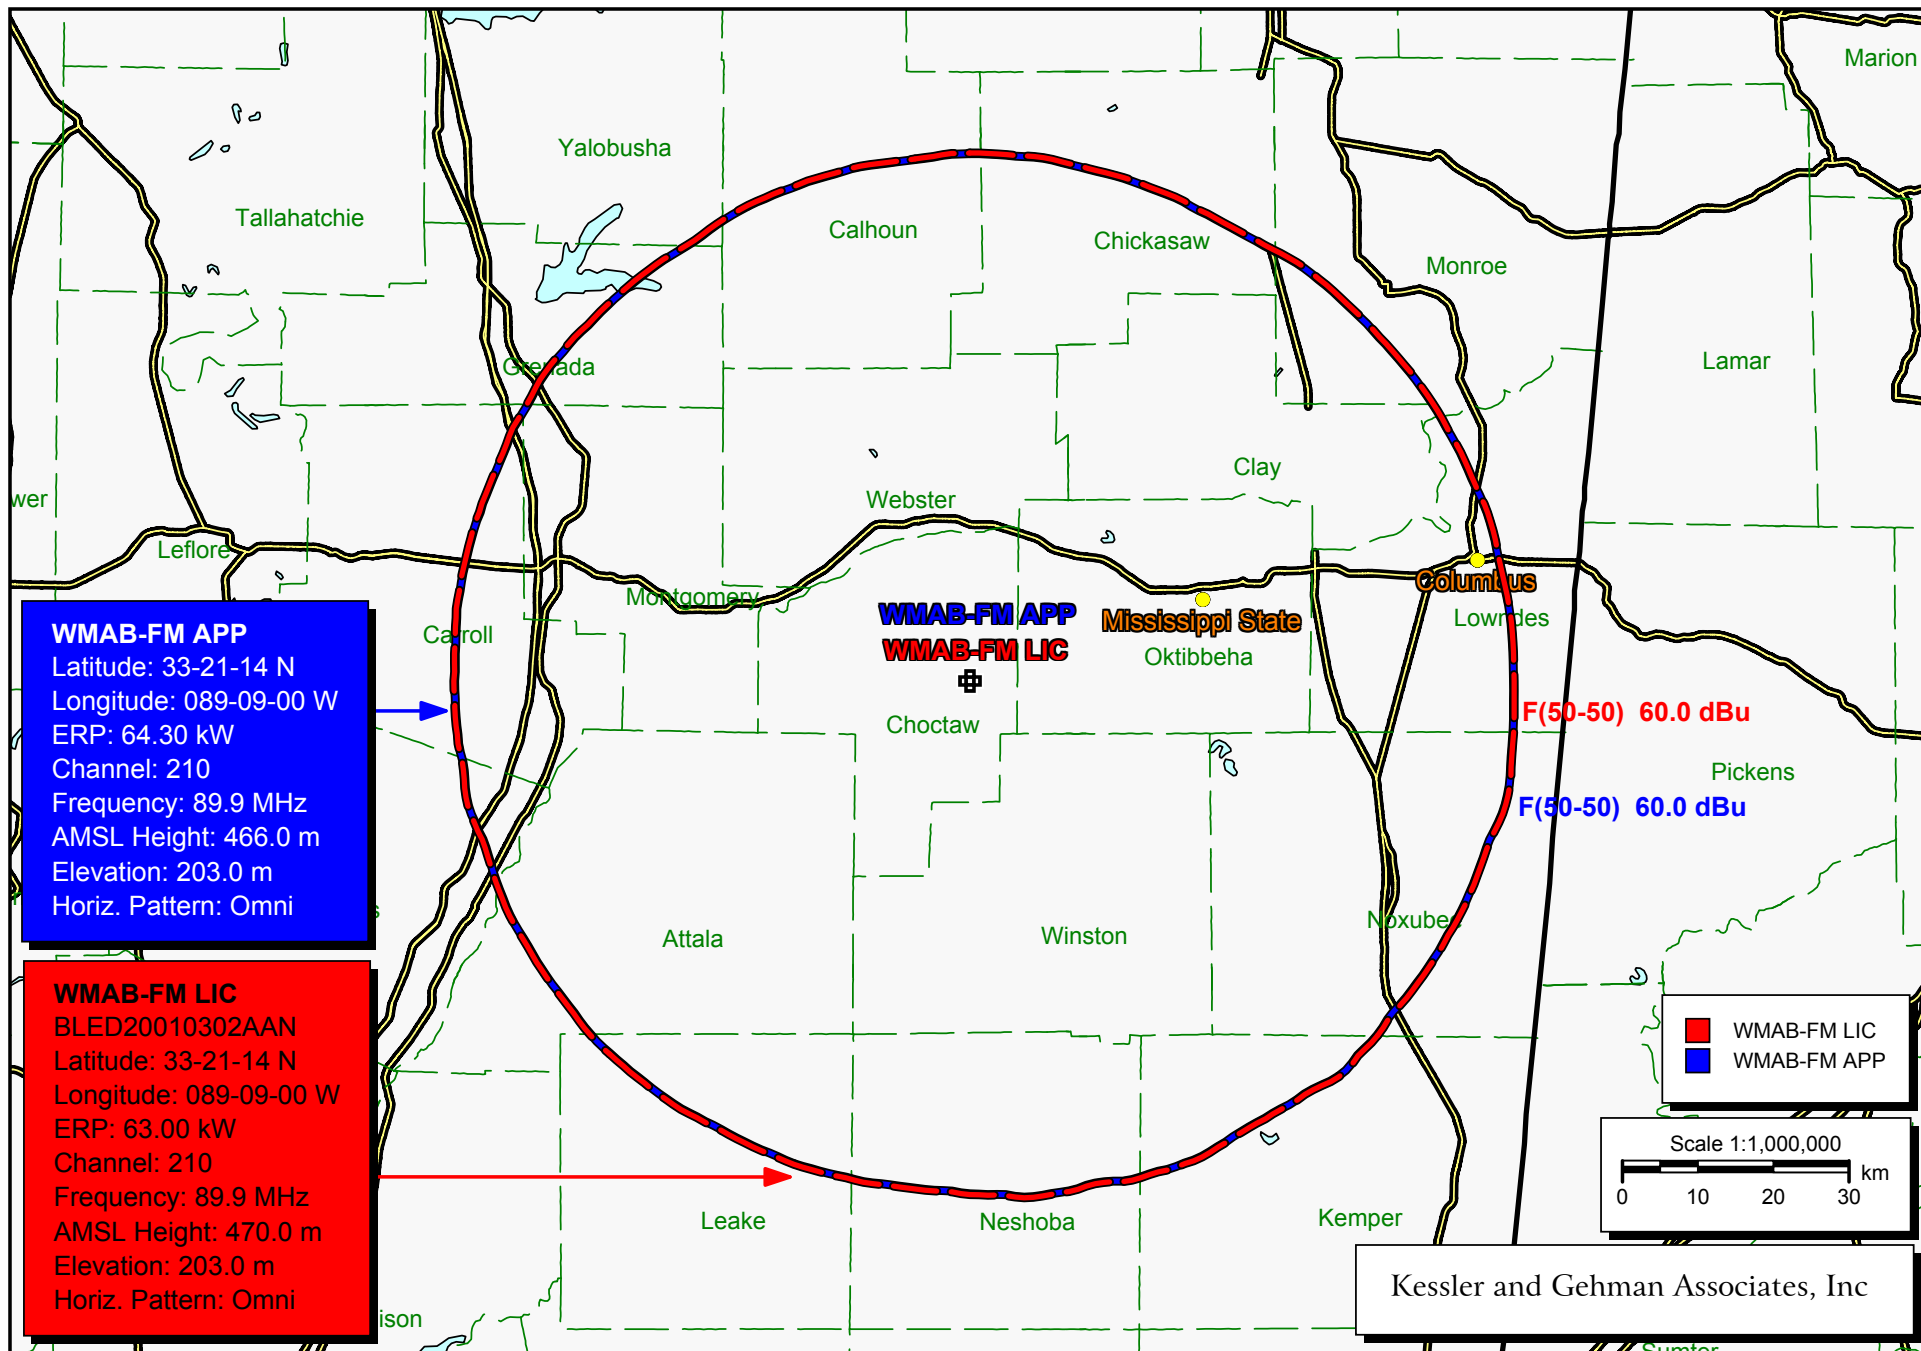 Marion
Yalobusha
Tallahatchie
Calhoun
Chickasaw
Monroe
Grenada
Lamar
Clay
wer
Webster
Leflore
Columbus
Montgomery
WMAB-FM APP
Mississippi State
Lowndes
Carroll
WMAB-FM LIC
Oktibbeha
Choctaw
F(50-50) 60.0 dBu
Pickens
F(50-50) 60.0 dBu
WMAB-FM APP
Latitude: 33-21-14 N
Longitude: 089-09-00 W
ERP: 64.30 kW
Channel: 210
Frequency: 89.9 MHz
AMSL Height: 466.0 m
Elevation: 203.0 m
Horiz. Pattern: Omni
s
Attala
Winston
Noxubee
WMAB-FM LIC
BLED20010302AAN
Latitude: 33-21-14 N
Longitude: 089-09-00 W
ERP: 63.00 kW
Channel: 210
Frequency: 89.9 MHz
AMSL Height: 470.0 m
Elevation: 203.0 m
Horiz. Pattern: Omni
WMAB-FM LIC
WMAB-FM APP
Scale 1:1,000,000
km
0 10 20 30
Leake
Neshoba
Kemper
ison
Kessler and Gehman Associates, Inc
Sumter